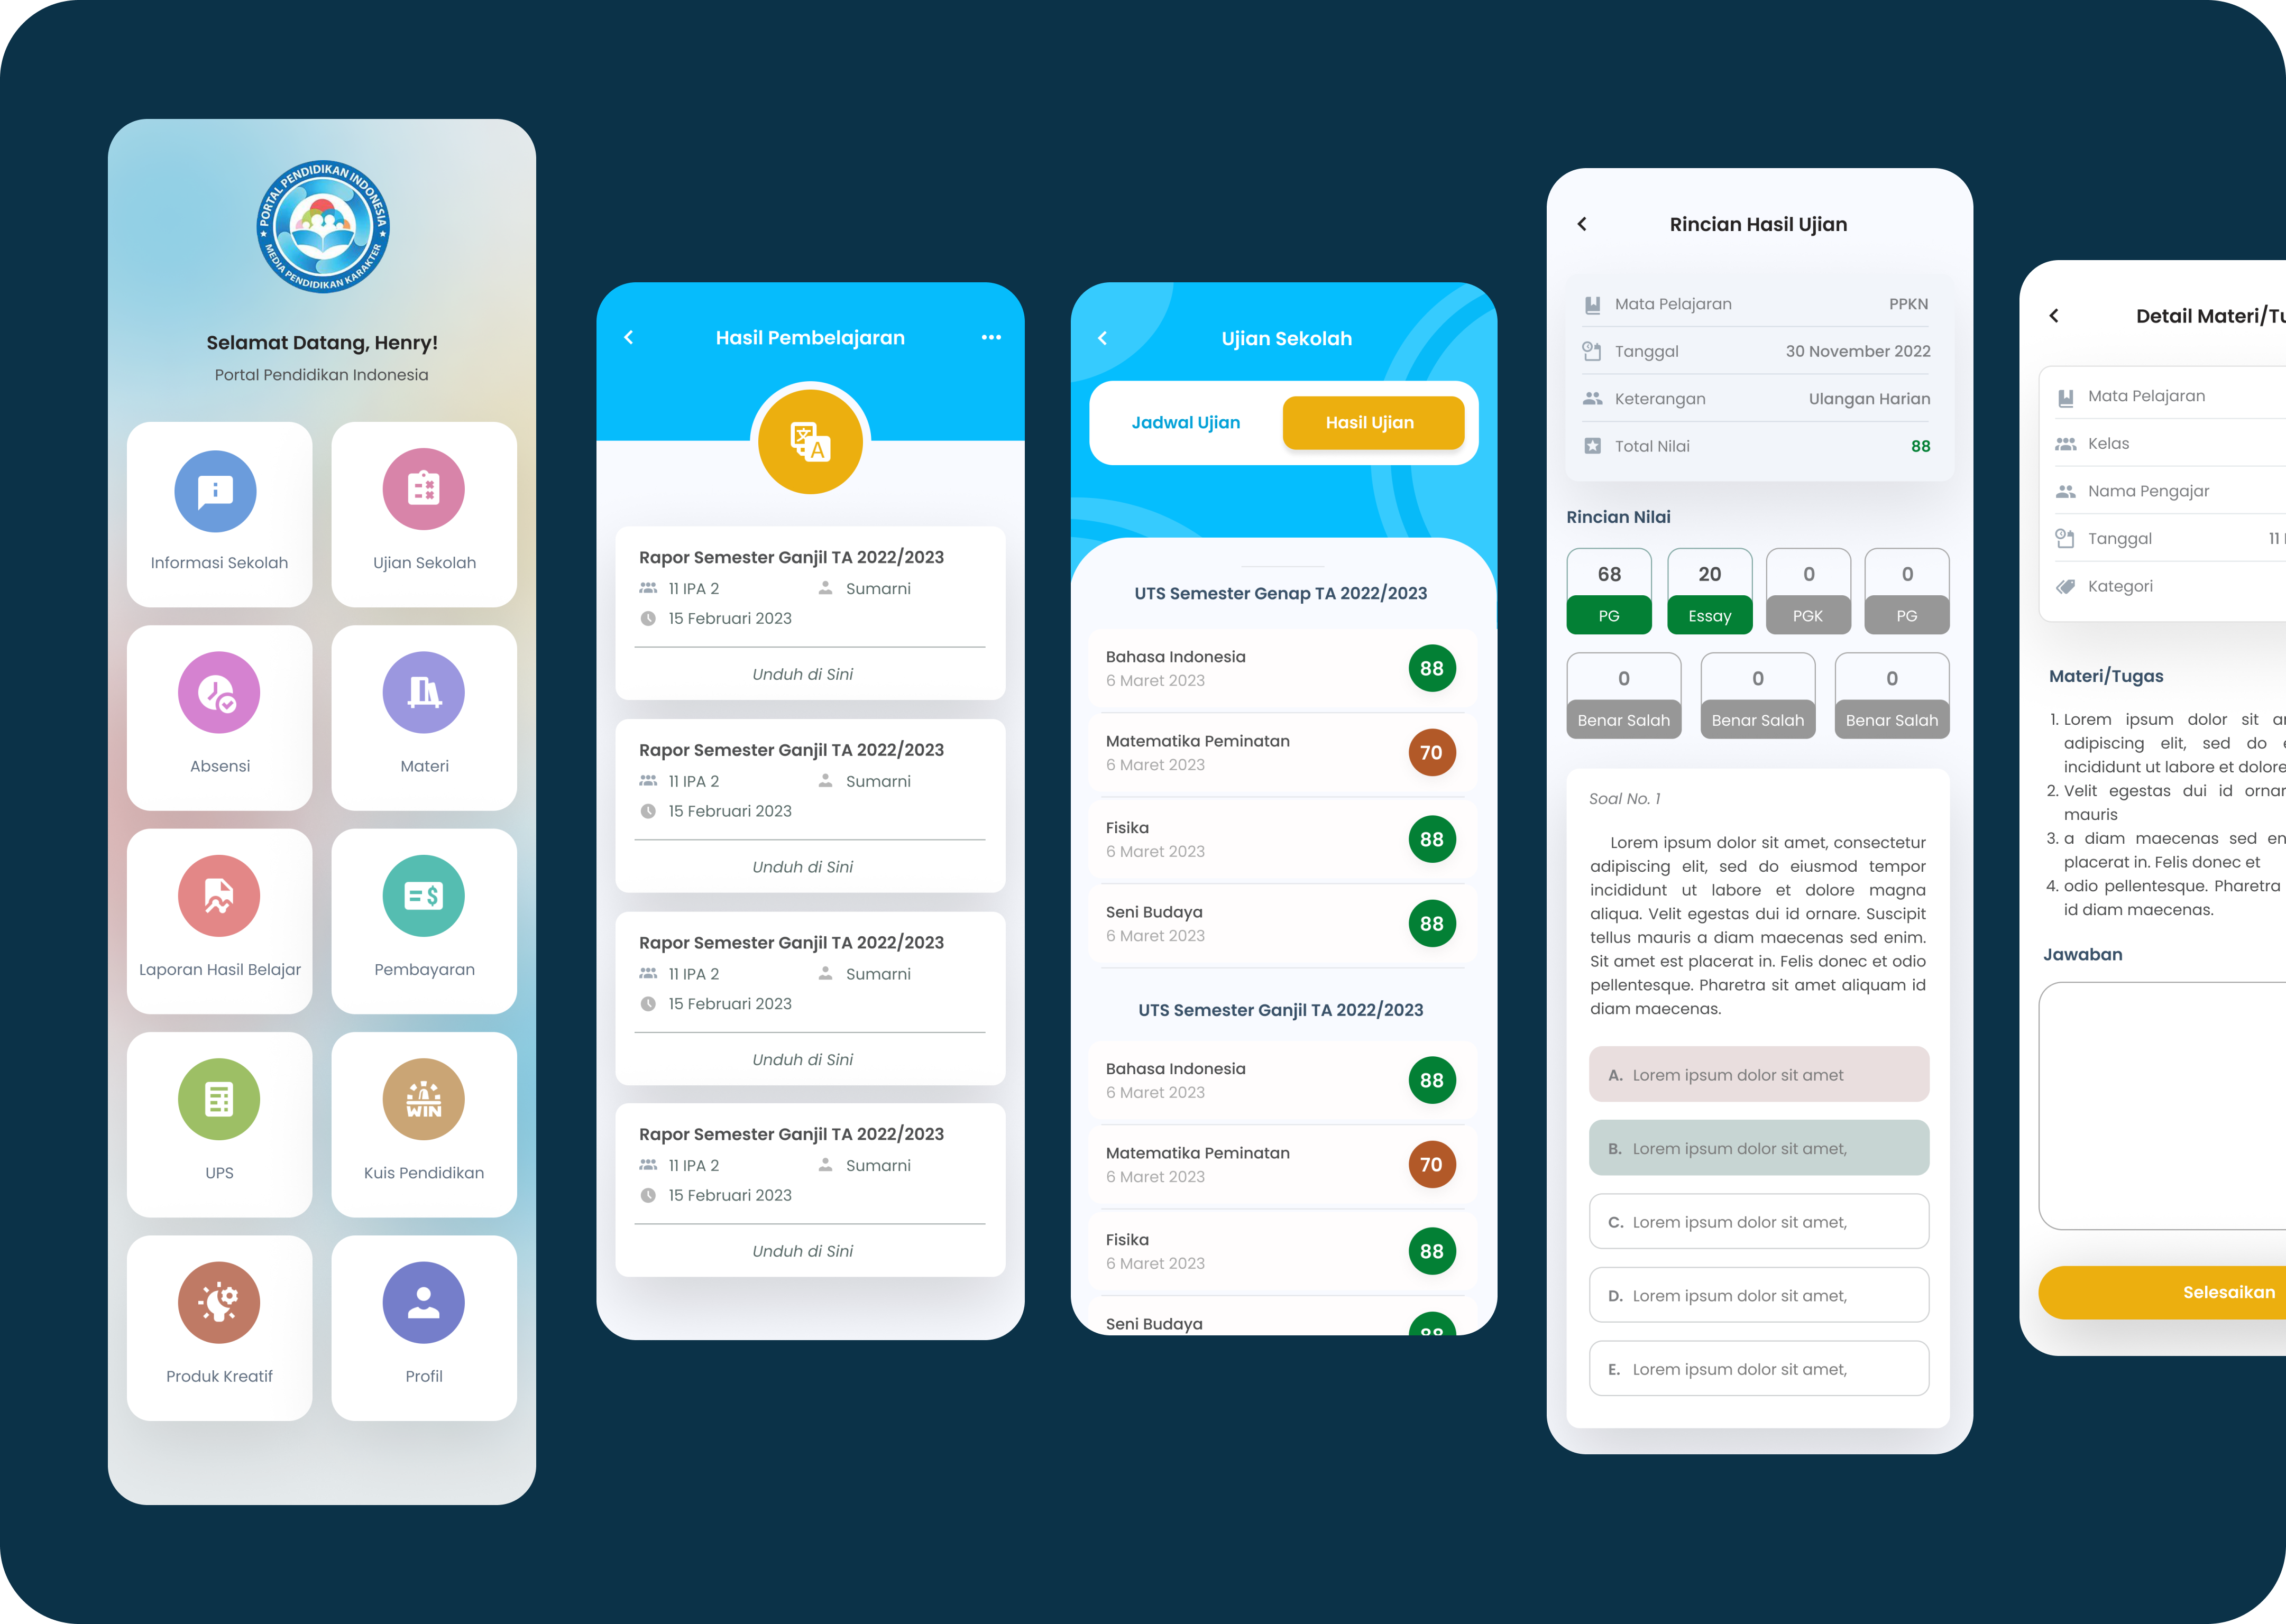 PORTAL PENDIDIKAN INDONESIA
MEDIA PENDIDIKAN KARAKTER
Selamat Datang, Henry!
Portal Pendidikan Indonesia
Informasi Sekolah
Ujian Sekolah
Absensi
Materi
Laporan Hasil Belajar
Pembayaran
UPS
WIN
Kuis Pendidikan
Produk Kreatif
Profil
Hasil Pembelajaran
文
A
Rapor Semester Ganjil TA 2022/2023
11 IPA 2
Sumarni
15 Februari 2023
Unduh di Sini
Rapor Semester Ganjil TA 2022/2023
11 IPA 2
Sumarni
15 Februari 2023
Unduh di Sini
Rapor Semester Ganjil TA 2022/2023
11 IPA 2
Sumarni
15 Februari 2023
Unduh di Sini
Rapor Semester Ganjil TA 2022/2023
11 IPA 2
Sumarni
15 Februari 2023
Unduh di Sini
Ujian Sekolah
Jadwal Ujian
Hasil Ujian
UTS Semester Genap TA 2022/2023
Bahasa Indonesia
6 Maret 2023
88
Matematika Peminatan
6 Maret 2023
70
Fisika
6 Maret 2023
88
Seni Budaya
6 Maret 2023
88
UTS Semester Ganjil TA 2022/2023
Bahasa Indonesia
6 Maret 2023
88
Matematika Peminatan
6 Maret 2023
70
Fisika
6 Maret 2023
88
Seni Budaya
88
Rincian Hasil Ujian
Mata Pelajaran PPKN
Tanggal 30 November 2022
Keterangan Ulangan Harian
Total Nilai 88
Rincian Nilai
68
PG
20
Essay
0
PGK
0
PG
0
Benar Salah
0
Benar Salah
0
Benar Salah
Soal No. 1
Lorem ipsum dolor sit amet, consectetur
adipiscing elit, sed do eiusmod tempor
incididunt ut labore et dolore magna
aliqua. Velit egestas dui id ornare. Suscipit
tellus mauris a diam maecenas sed enim.
Sit amet est placerat in. Felis donec et odio
pellentesque. Pharetra sit amet aliquam id
diam maecenas.
A. Lorem ipsum dolor sit amet
B. Lorem ipsum dolor sit amet,
C. Lorem ipsum dolor sit amet,
D. Lorem ipsum dolor sit amet,
E. Lorem ipsum dolor sit amet,
Detail Materi/Tu
Mata Pelajaran
Kelas
Nama Pengajar
Tanggal 11
Kategori
Materi/Tugas
1. Lorem ipsum dolor sit
adipiscing elit, sed do
incididunt ut labore et dolore
2. Velit egestas dui id
mauris
3. a diam maecenas sed
placerat in. Felis donec et
4. odio pellentesque. Pharetra
id diam maecenas.
Jawaban
Selesaikan